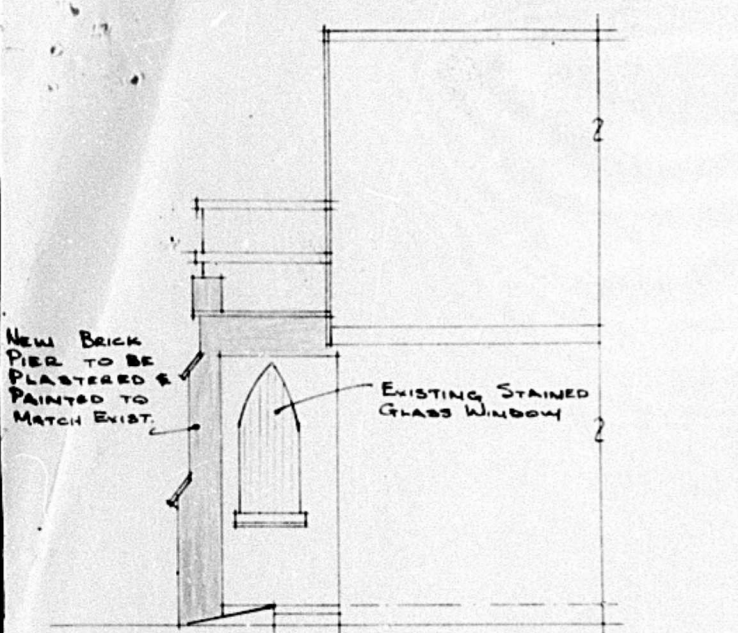 NEW BRICK
PIER TO BE
PLASTERED &
PAINTED TO
MATCH EXIST.
EXISTING STAINED
GLASS WINDOW